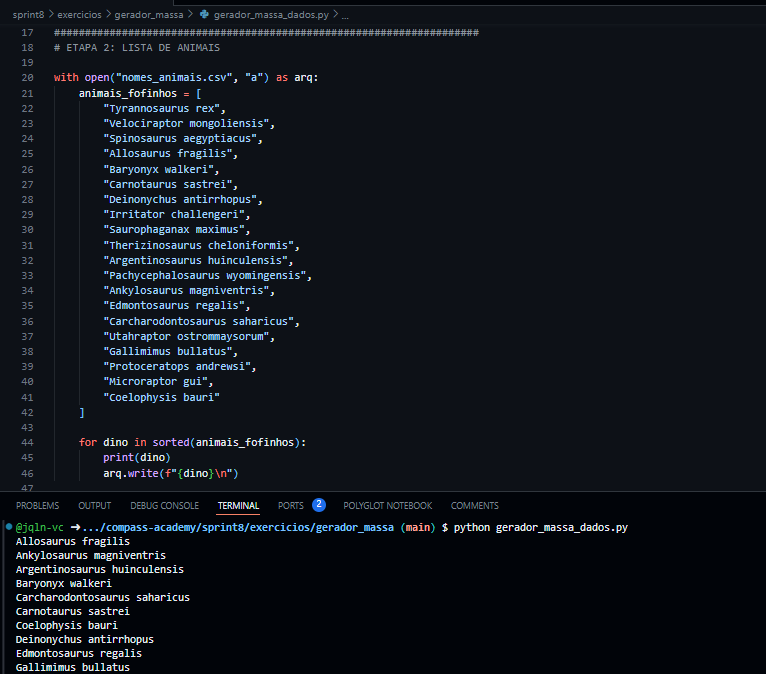 sprint8 > exercicios > gerador_massa > gerador_massa_dados.py > ...
17 ####################################################################
18 # ETAPA 2: LISTA DE ANIMAIS
19
20 with open("nomes_animais.csv", "a") as arq:
21 animais_fofinhos = [
22 "Tyrannosaurus rex",
23 "Velociraptor mongoliensis",
24 "Spinosaurus aegyptiacus",
25 "Allosaurus fragilis",
26 "Baryonyx walkeri",
27 "Carnotaurus sastrei",
28 "Deinonychus antirrhopus",
29 "Irritator challengeri",
30 "Saurophaganax maximus",
31 "Therizinosaurus cheloniformis",
32 "Argentinosaurus huinculensis",
33 "Pachycephalosaurus wyomingensis",
34 "Ankylosaurus magniventris",
35 "Edmontosaurus regalis",
36 "Carcharodontosaurus saharicus",
37 "Utahraptor ostrommaysorum",
38 "Gallimimus bullatus",
39 "Protoceratops andrewsi",
40 "Microraptor gui",
41 "Coelophysis bauri"
42 ]
43
44 for dino in sorted(animais_fofinhos):
45 print(dino)
46 arq.write(f"{dino}\n")
47
PROBLEMS OUTPUT DEBUG CONSOLE TERMINAL PORTS 2 POLYGLOT NOTEBOOK COMMENTS
@jqln-vc ➜.../compass-academy/sprint8/exercicios/gerador_massa (main) $ python gerador_massa_dados.py
Allosaurus fragilis
Ankylosaurus magniventris
Argentinosaurus huinculensis
Baryonyx walkeri
Carcharodontosaurus saharicus
Carnotaurus sastrei
Coelophysis bauri
Deinonychus antirrhopus
Edmontosaurus regalis
Gallimimus bullatus